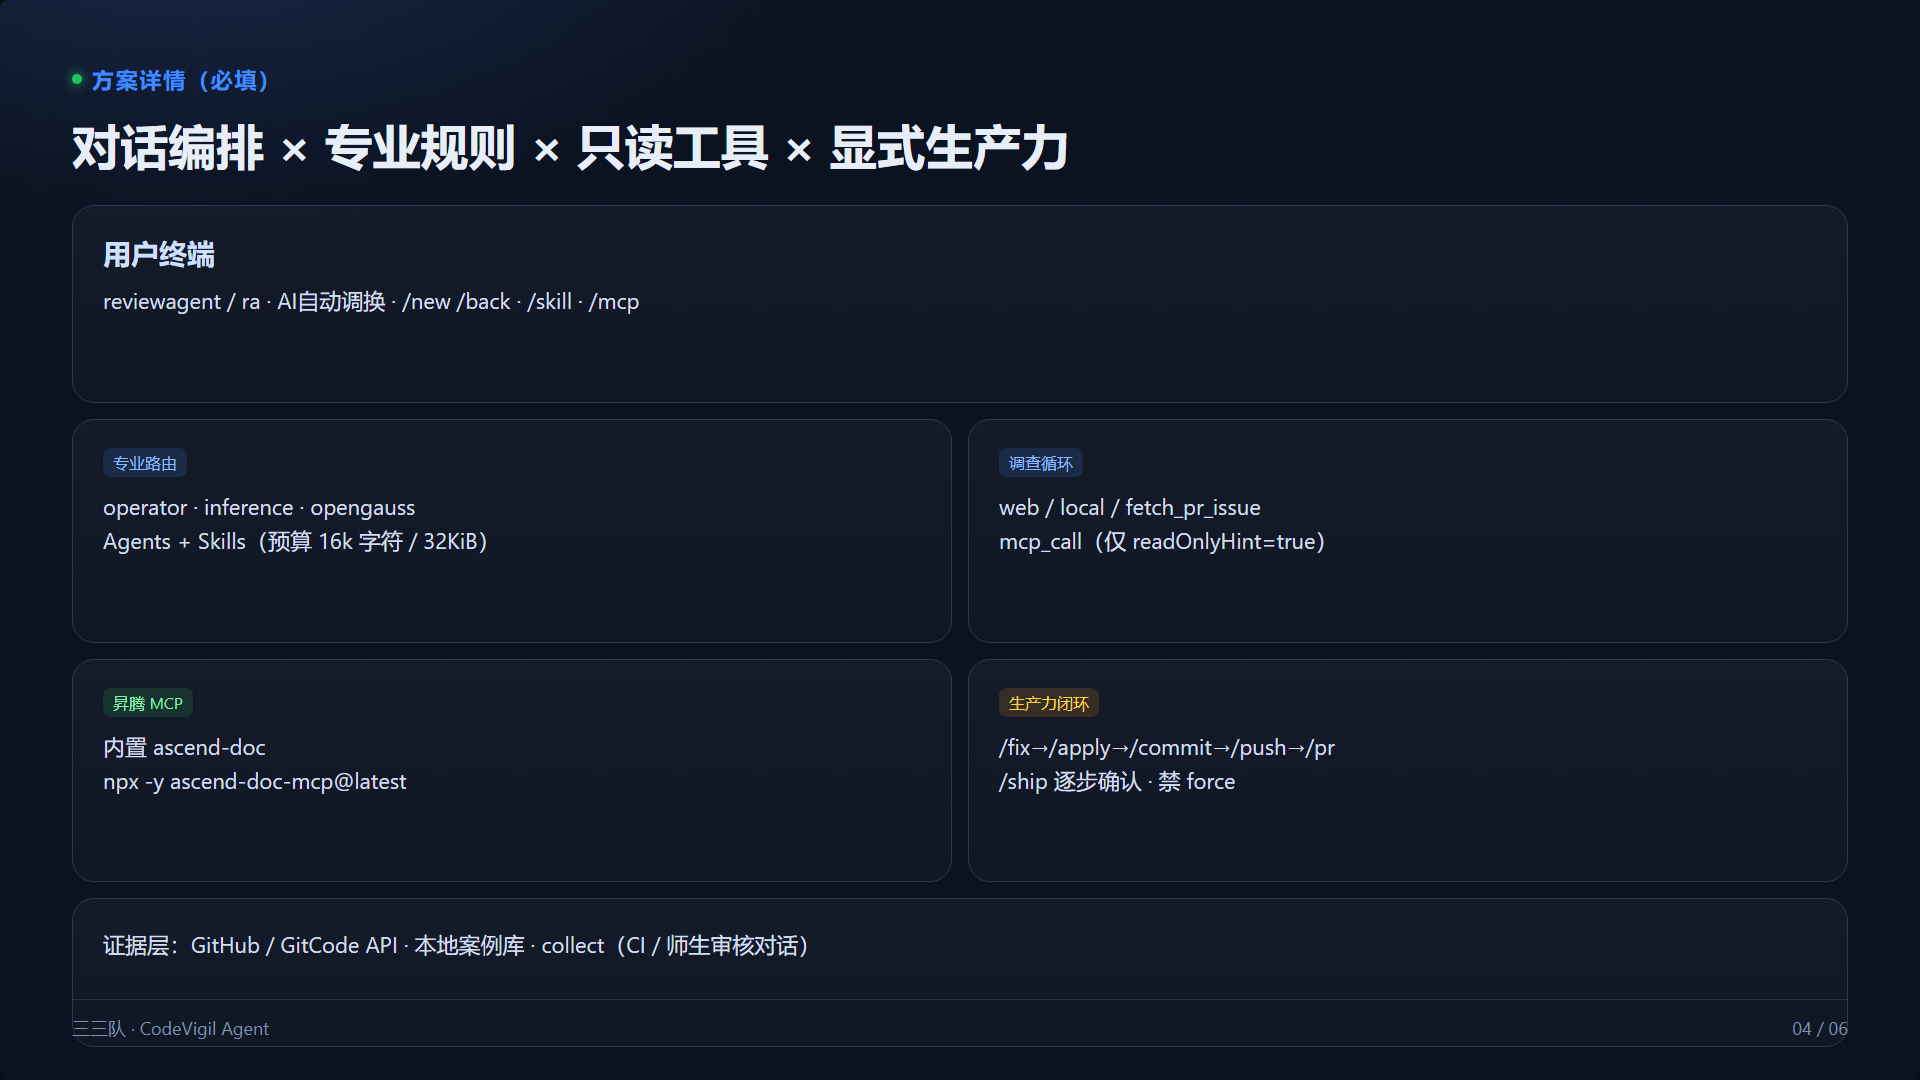 方案详情（必填）
对话编排 × 专业规则 × 只读工具 × 显式生产力
用户终端
reviewagent / ra · AI自动调换 · /new /back · /skill · /mcp
专业路由
operator · inference · opengauss
Agents + Skills（预算 16k 字符 / 32KiB）
调查循环
web / local / fetch_pr_issue
mcp_call（仅 readOnlyHint=true）
昇腾 MCP
内置 ascend-doc
npx -y ascend-doc-mcp@latest
生产力闭环
/fix→/apply→/commit→/push→/pr
/ship 逐步确认 · 禁 force
证据层：GitHub / GitCode API · 本地案例库 · collect（CI / 师生审核对话）
三三队 · CodeVigil Agent
04 / 06